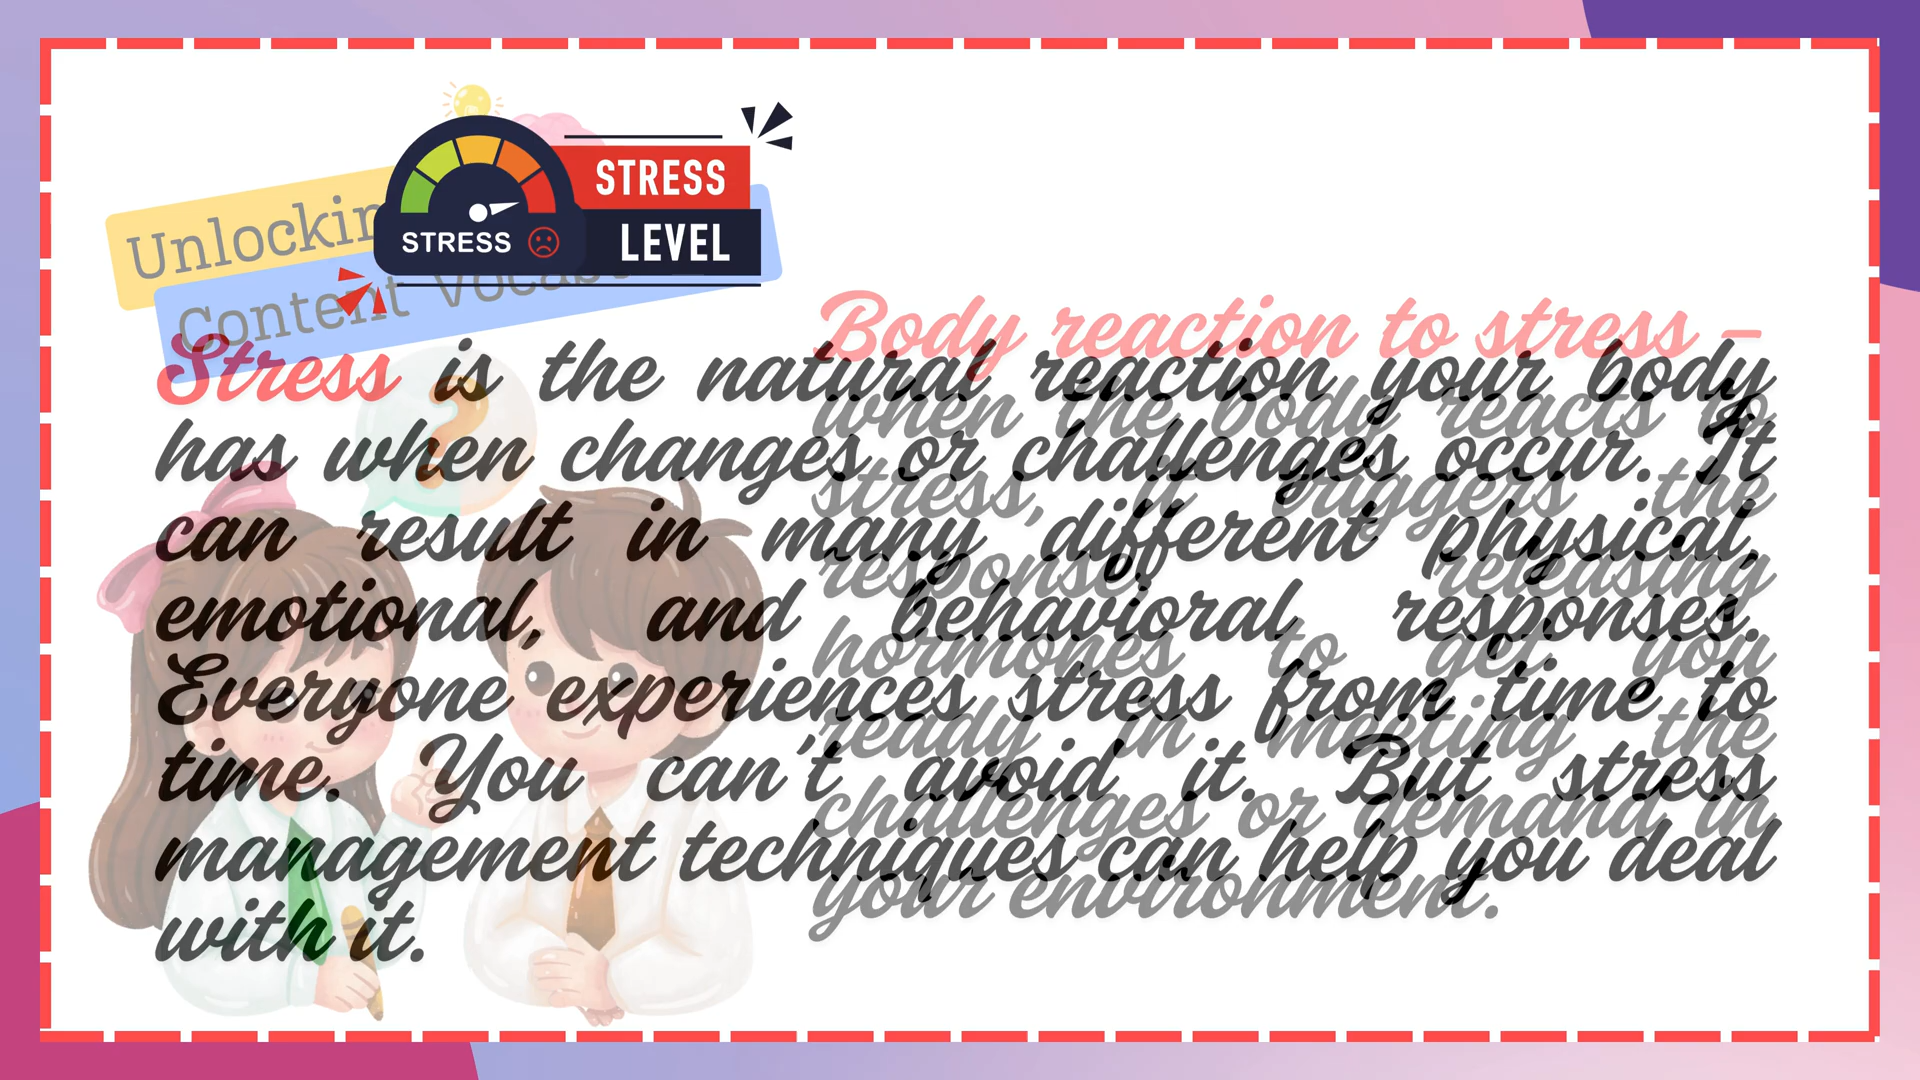 STRESS
LEVEL
STRESS
Unlockin
Content Vocab
Stress is the natural reaction your body
has when changes or challenges occur. It
can result in many different physical,
emotional, and behavioral responses.
Everyone experiences stress from time to
time. You can't avoid it. But stress
management techniques can help you deal
with it.
Body reaction to stress –
when the body reacts to
stress, it triggers the
response, releasing
hormones to get you
ready in meeting the
challenges or demand in
your environment.